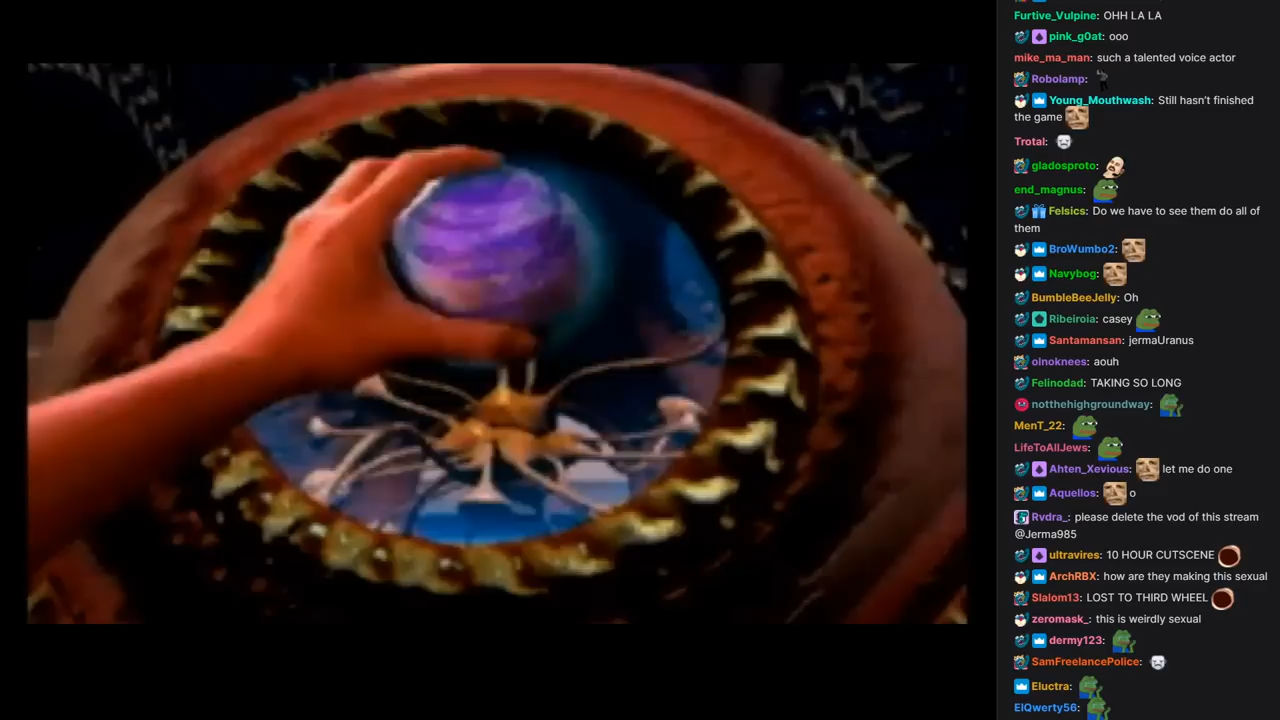 Furtive_Vulpine: OHH LA LA
pink_g0at: ooo
mike_ma_man: such a talented voice actor
Robolamp:
Young_Mouthwash: Still hasn't finished
the game
Trotal:
gladosproto:
end_magnus:
Felsics: Do we have to see them do all of
them
BroWumbo2:
Navybog:
BumbleBeeJelly: Oh
Ribeiroia: casey
Santamansan: jermaUranus
olnoknees: aouh
Felinodad: TAKING SO LONG
notthehighgroundway:
MenT_22:
LifeToAllJews:
Ahten_Xevious: let me do one
Aquellos: o
Rvdra_: please delete the vod of this stream
@Jerma985
ultravires: 10 HOUR CUTSCENE
ArchRBX: how are they making this sexual
Slalom13: LOST TO THIRD WHEEL
zeromask_: this is weirdly sexual
dermy123:
SamFreelancePolice:
Eluctra:
ElQwerty56: